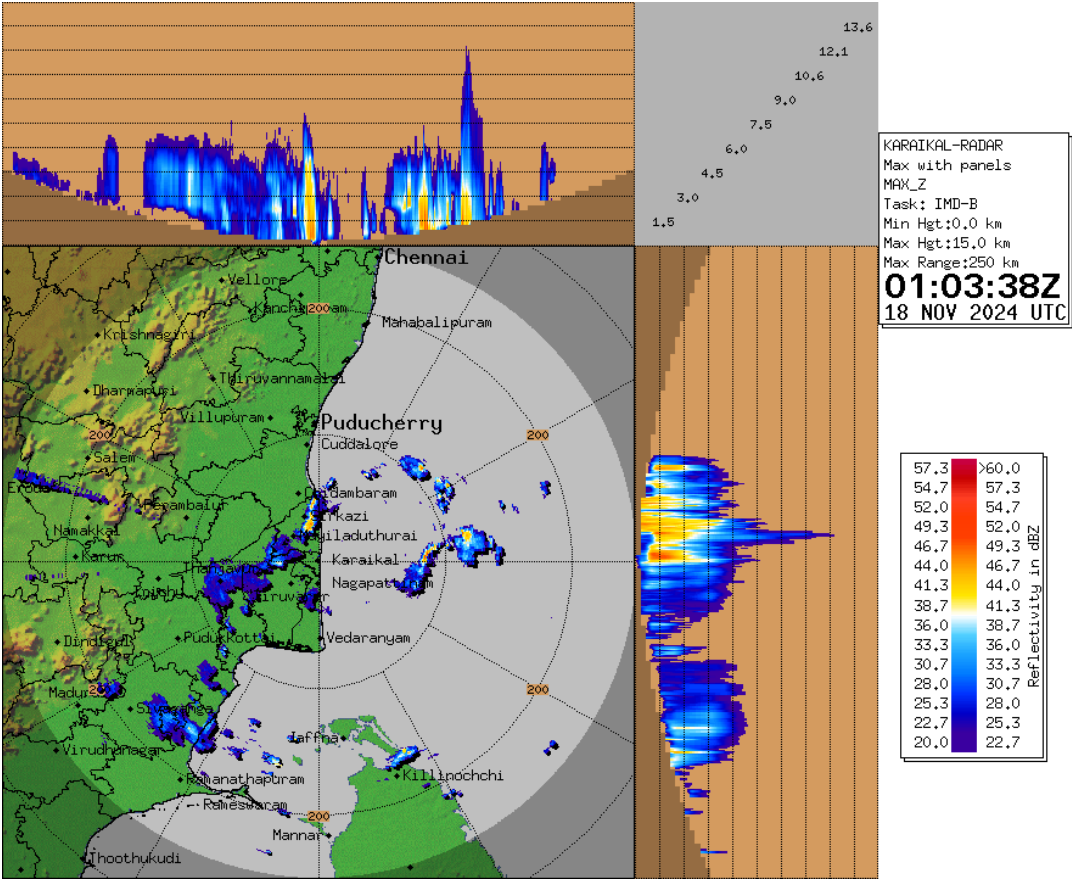 13.6
12.1
10.6
9.0
7.5
6.0
4.5
3.0
1.5
KARAIKAL-RADAR
Max with panels
MAX_Z
Task: IMD-B
Min Hgt:0.0 km
Max Hgt:15.0 km
Max Range:250 km
01:03:38Z
18 NOV 2024 UTC
Chennai
Vellore
200
Mahabalipuram
Krishnagiri
Thiruvannamalai
Dharmapuri
Villupuram
Puducherry
200
200
Cuddalore
Salem
Chidambaram
Perambalur
Sirkazi
Namakkal
Mayiladuthurai
Karur
Karaikal
Nagapattinam
Vedaranyam
Pudukkottai
Dindigul
200
200
Sivaganga
Jaffna
Virudhunagar
Killinochchi
Ramanathapuram
Rameswaram
200
Mannar
Thoothukudi
57.3 >60.0
54.7 57.3
52.0 54.7
49.3 52.0
46.7 49.3
44.0 46.7
41.3 44.0
38.7 41.3
36.0 38.7
33.3 36.0
30.7 33.3
28.0 30.7
25.3 28.0
22.7 25.3
20.0 22.7
Reflectivity in dBZ